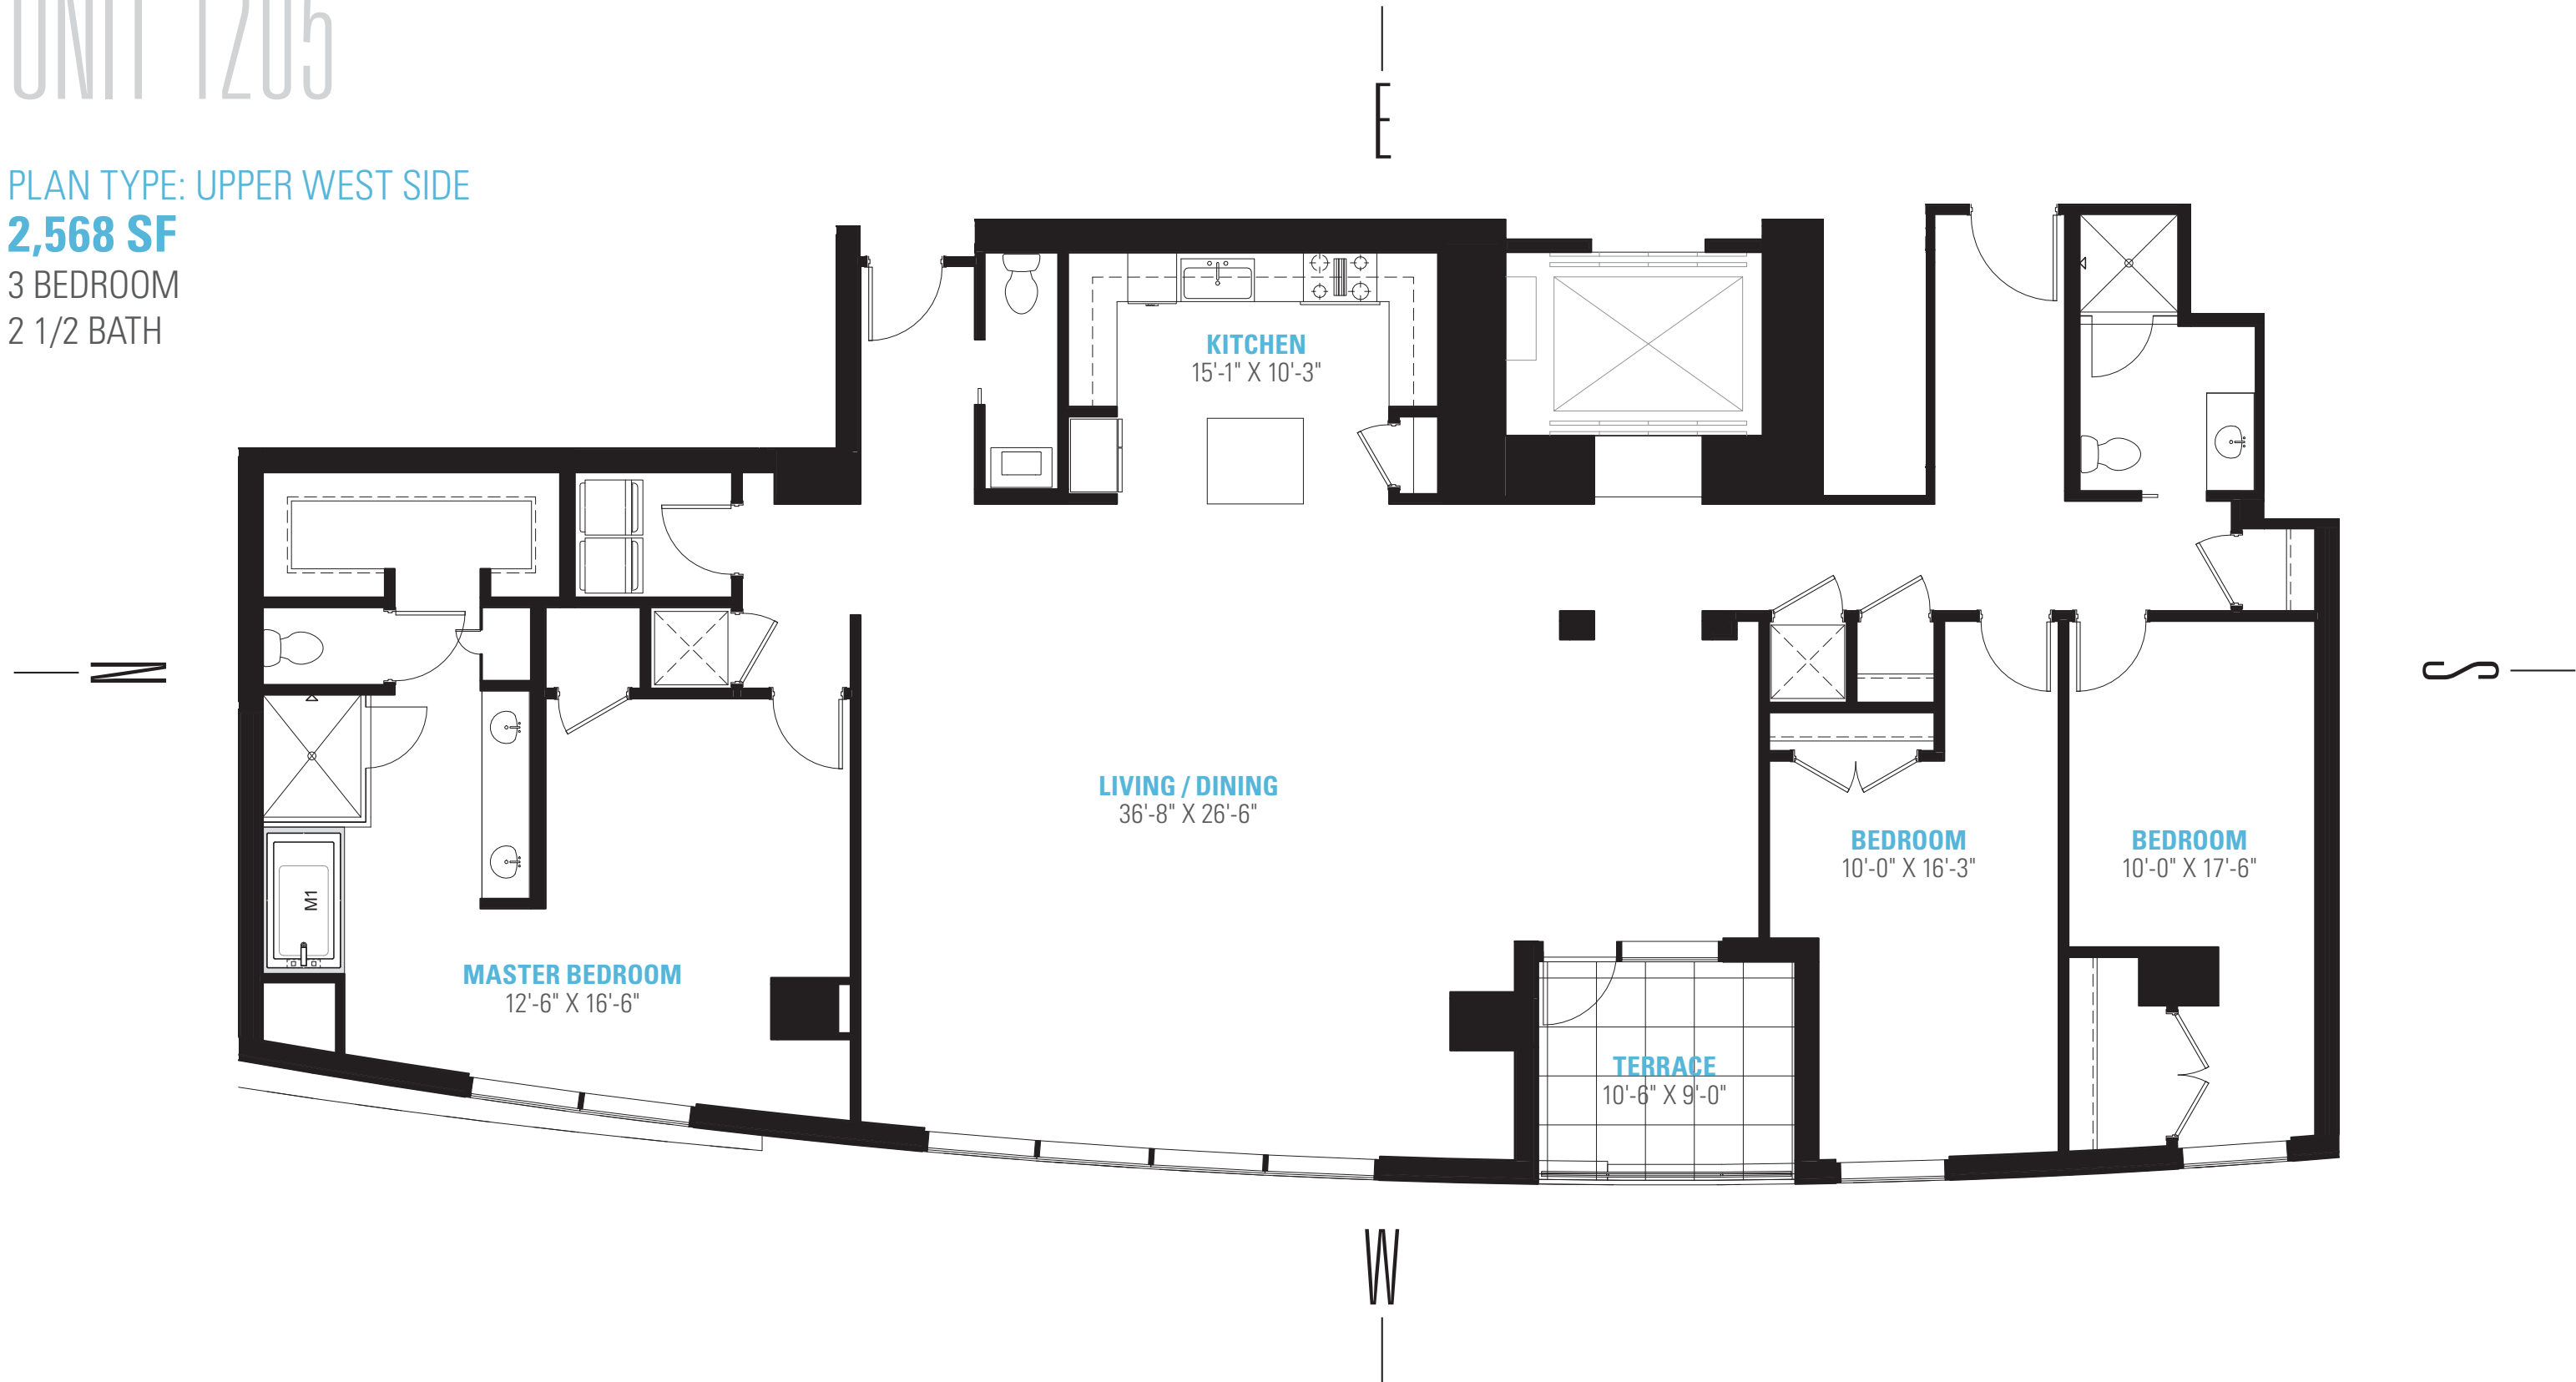 UNIT 1205
PLAN TYPE: UPPER WEST SIDE
2,568 SF
3 BEDROOM
2 1/2 BATH
E
KITCHEN
15'-1" X 10'-3"
N
S
LIVING / DINING
36'-8" X 26'-6"
BEDROOM
10'-0" X 16'-3"
BEDROOM
10'-0" X 17'-6"
M1
MASTER BEDROOM
12'-6" X 16'-6"
TERRACE
10'-6" X 9'-0"
W